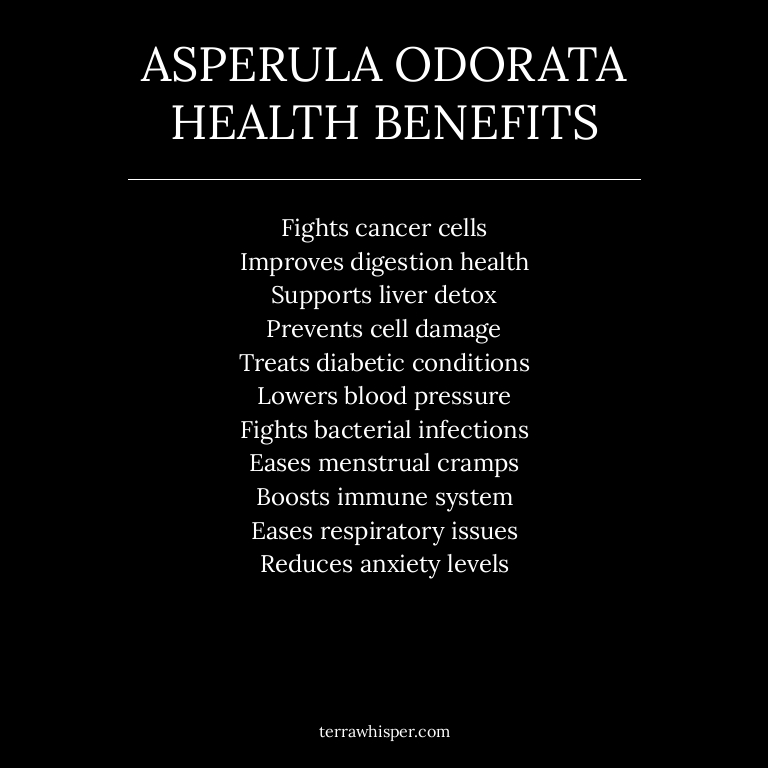 ASPERULA ODORATA
HEALTH BENEFITS
Fights cancer cells
Improves digestion health
Supports liver detox
Prevents cell damage
Treats diabetic conditions
Lowers blood pressure
Fights bacterial infections
Eases menstrual cramps
Boosts immune system
Eases respiratory issues
Reduces anxiety levels
terrawhisper.com